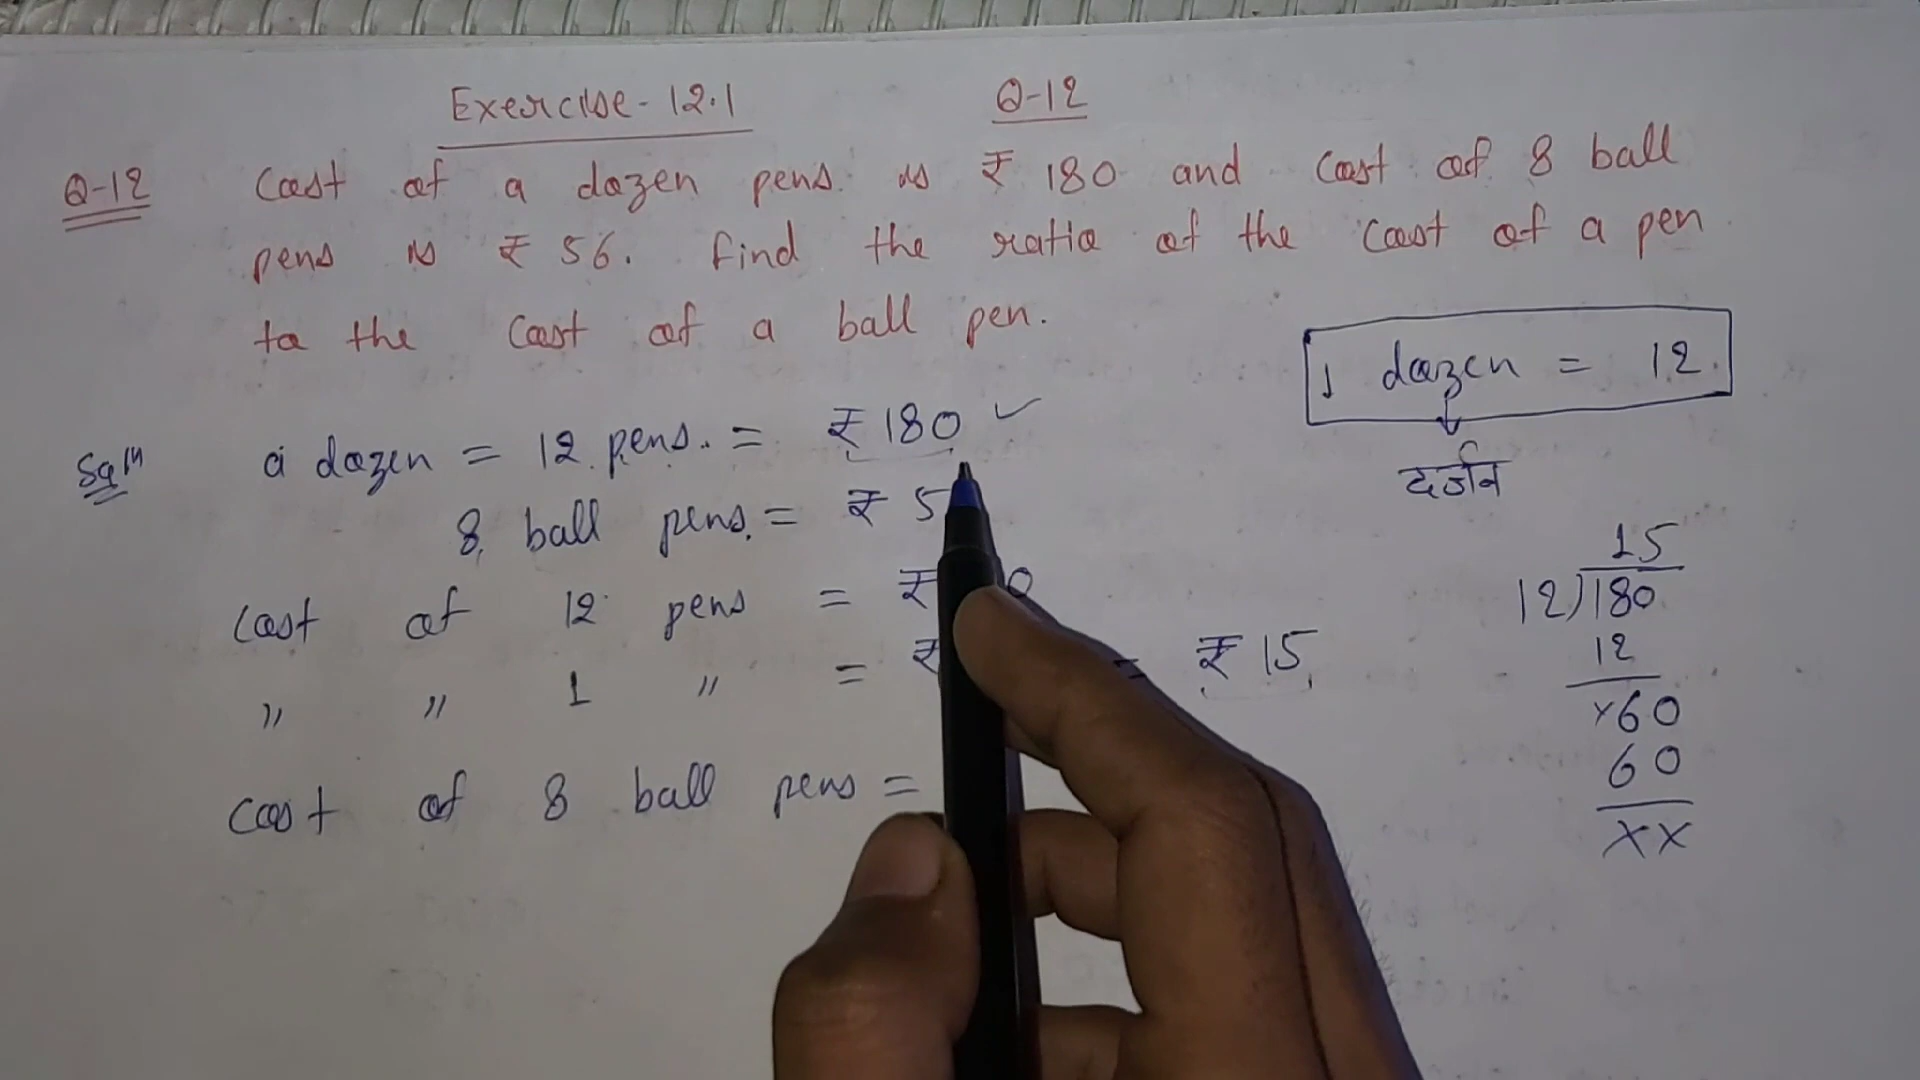 Exercise-12.1 Q-12
Q-12 Cost of a dozen pens is ₹ 180 and cost of 8 ball
pens is ₹ 56. Find the ratio of the cost of a pen
to the cost of a ball pen.
1 dozen = 12
दर्जन
Solⁿ a dozen = 12 pens. = ₹ 180 ✓
8 ball pens. = ₹ 5
Cost of 12 pens = ₹ 0
" " 1 " = ₹ = ₹ 15
Cost of 8 ball pens =
15
12)180
12
×60
60
××